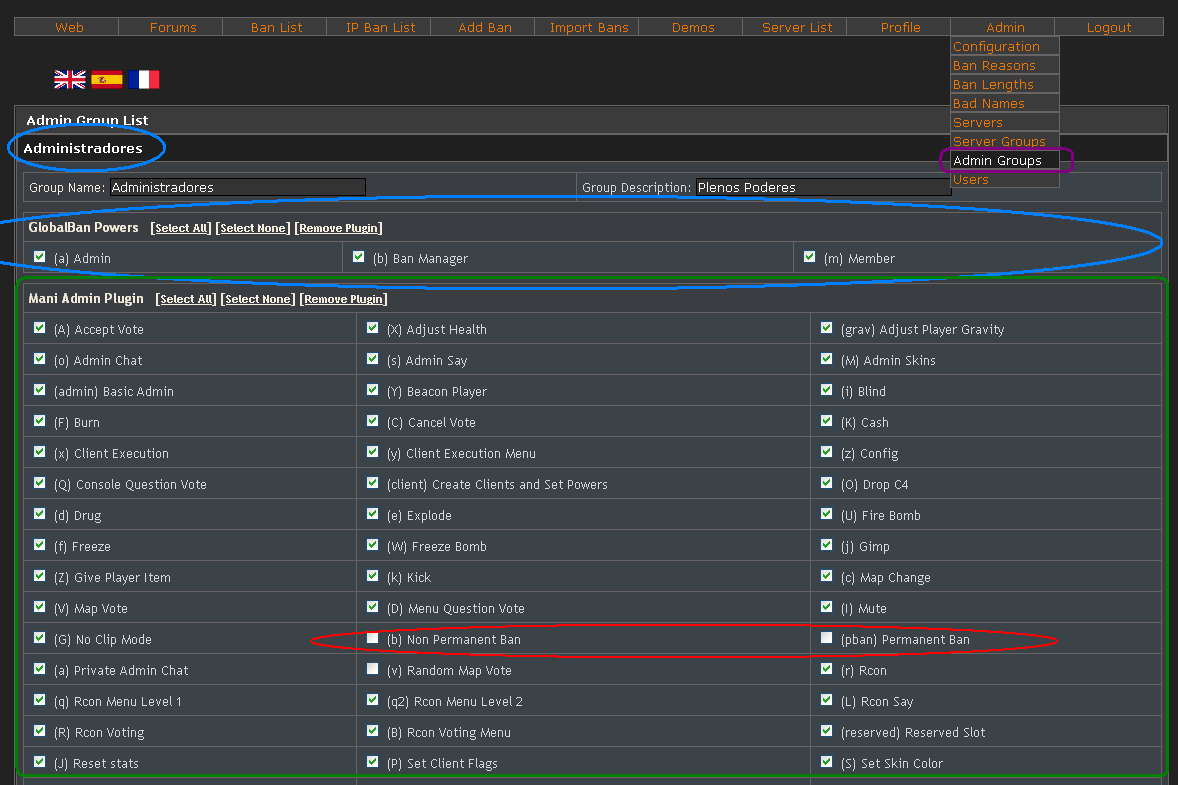 Web Forums Ban List IP Ban List Add Ban Import Bans Demos Server List Profile Admin Logout
Configuration
Ban Reasons
Ban Lengths
Bad Names
Servers
Server Groups
Admin Groups
Users
Admin Group List
Administradores
Group Name: Administradores Group Description: Plenos Poderes
GlobalBan Powers [Select All] [Select None] [Remove Plugin]
(a) Admin (b) Ban Manager (m) Member
Mani Admin Plugin [Select All] [Select None] [Remove Plugin]
(A) Accept Vote (X) Adjust Health (grav) Adjust Player Gravity
(o) Admin Chat (s) Admin Say (M) Admin Skins
(admin) Basic Admin (Y) Beacon Player (i) Blind
(F) Burn (C) Cancel Vote (K) Cash
(x) Client Execution (y) Client Execution Menu (z) Config
(Q) Console Question Vote (client) Create Clients and Set Powers (O) Drop C4
(d) Drug (e) Explode (U) Fire Bomb
(f) Freeze (W) Freeze Bomb (j) Gimp
(Z) Give Player Item (k) Kick (c) Map Change
(V) Map Vote (D) Menu Question Vote (l) Mute
(G) No Clip Mode (b) Non Permanent Ban (pban) Permanent Ban
(a) Private Admin Chat (v) Random Map Vote (r) Rcon
(q) Rcon Menu Level 1 (q2) Rcon Menu Level 2 (L) Rcon Say
(R) Rcon Voting (B) Rcon Voting Menu (reserved) Reserved Slot
(J) Reset stats (P) Set Client Flags (S) Set Skin Color